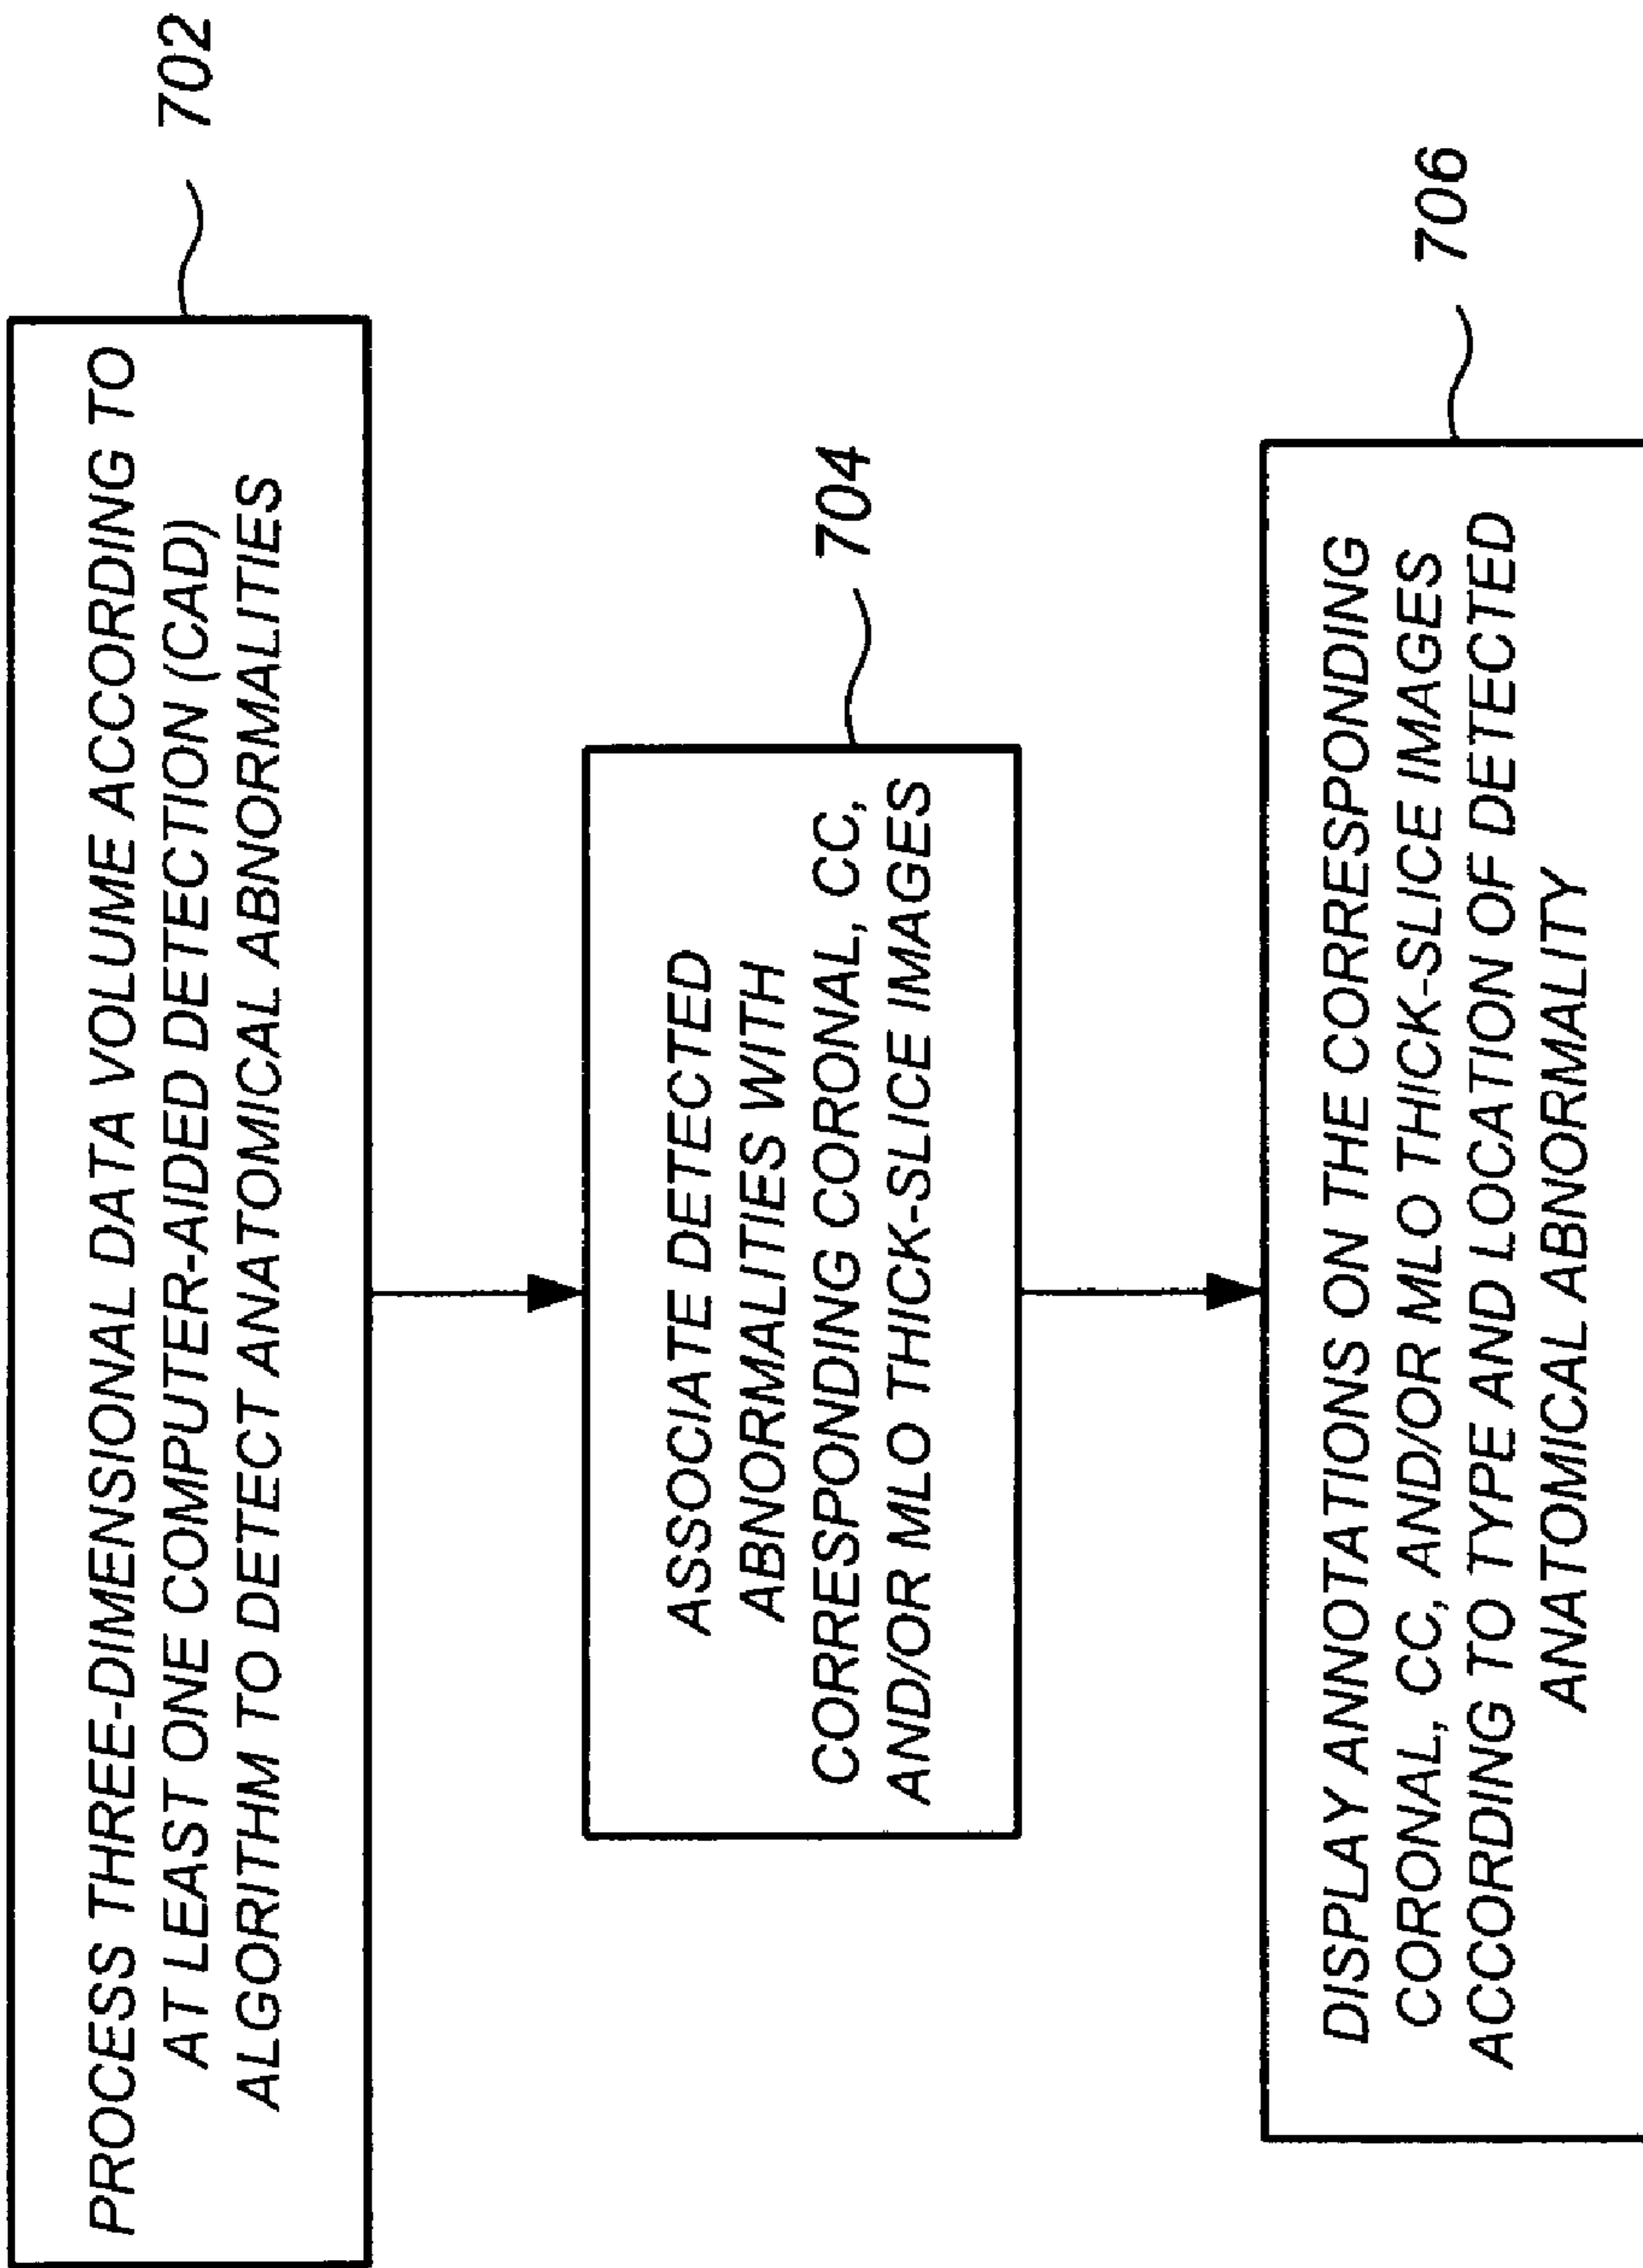 PROCESS THREE-DIMENSIONAL DATA VOLUME ACCORDING TO
AT LEAST ONE COMPUTER-AIDED DETECTION (CAD)
ALGORITHM TO DETECT ANATOMICAL ABNORMALITIES
702
ASSOCIATE DETECTED
ABNORMALITIES WITH
CORRESPONDING CORONAL, CC,
AND/OR MLO THICK-SLICE IMAGES
704
DISPLAY ANNOTATIONS ON THE CORRESPONDING
CORONAL, CC, AND/OR MLO THICK-SLICE IMAGES
ACCORDING TO TYPE AND LOCATION OF DETECTED
ANATOMICAL ABNORMALITY
706